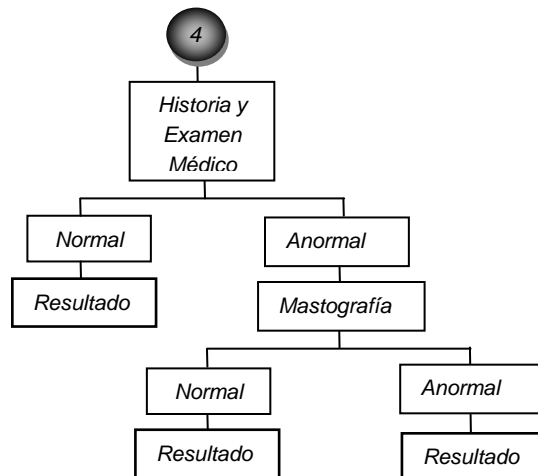 4
Historia y
Examen
Médico
Normal
Anormal
Resultado
Mastografía
Normal
Anormal
Resultado
Resultado